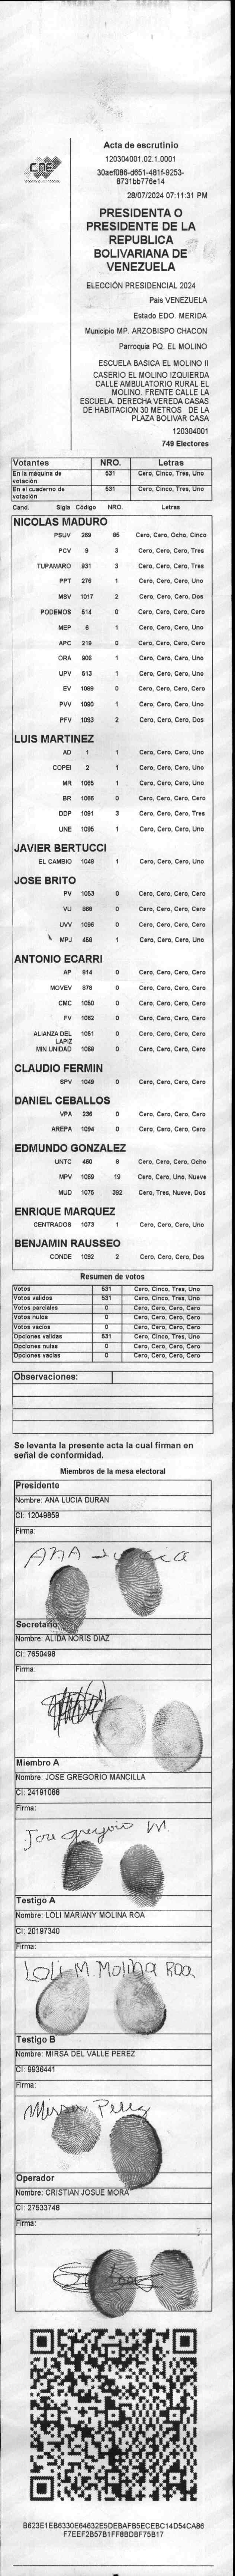 CNE
Acta de escrutinio
120304001.02.1.0001
30aef086-d651-481f-9253-
8731bb776e14
28/07/2024 07:11:31 PM
PRESIDENTA O
PRESIDENTE DE LA
REPUBLICA
BOLIVARIANA DE
VENEZUELA
ELECCIÓN PRESIDENCIAL 2024
Pais VENEZUELA
Estado EDO. MERIDA
Municipio MP. ARZOBISPO CHACON
Parroquia PQ. EL MOLINO
ESCUELA BASICA EL MOLINO II
CASERIO EL MOLINO IZQUIERDA
CALLE AMBULATORIO RURAL EL
MOLINO. FRENTE CALLE LA
ESCUELA. DERECHA VEREDA CASAS
DE HABITACION 30 METROS DE LA
PLAZA BOLIVAR CASA
120304001
749 Electores
Votantes NRO. Letras
En la máquina de votación 531 Cero, Cinco, Tres, Uno
En el cuaderno de votación 531 Cero, Cinco, Tres, Uno
Cand. Sigla Código NRO. Letras
NICOLAS MADURO
PSUV 269 85 Cero, Cero, Ocho, Cinco
PCV 9 3 Cero, Cero, Cero, Tres
TUPAMARO 931 3 Cero, Cero, Cero, Tres
PPT 276 1 Cero, Cero, Cero, Uno
MSV 1017 2 Cero, Cero, Cero, Dos
PODEMOS 514 0 Cero, Cero, Cero, Cero
MEP 6 1 Cero, Cero, Cero, Uno
APC 219 0 Cero, Cero, Cero, Cero
ORA 906 1 Cero, Cero, Cero, Uno
UPV 513 1 Cero, Cero, Cero, Uno
EV 1089 0 Cero, Cero, Cero, Cero
PVV 1090 1 Cero, Cero, Cero, Uno
PFV 1093 2 Cero, Cero, Cero, Dos
LUIS MARTINEZ
AD 1 1 Cero, Cero, Cero, Uno
COPEI 2 1 Cero, Cero, Cero, Uno
MR 1065 1 Cero, Cero, Cero, Uno
BR 1066 0 Cero, Cero, Cero, Cero
DDP 1091 3 Cero, Cero, Cero, Tres
UNE 1095 1 Cero, Cero, Cero, Uno
JAVIER BERTUCCI
EL CAMBIO 1048 1 Cero, Cero, Cero, Uno
JOSE BRITO
PV 1053 0 Cero, Cero, Cero, Cero
VU 868 0 Cero, Cero, Cero, Cero
UVV 1096 0 Cero, Cero, Cero, Cero
MPJ 458 1 Cero, Cero, Cero, Uno
ANTONIO ECARRI
AP 814 0 Cero, Cero, Cero, Cero
MOVEV 878 0 Cero, Cero, Cero, Cero
CMC 1050 0 Cero, Cero, Cero, Cero
FV 1062 0 Cero, Cero, Cero, Cero
ALIANZA DEL LAPIZ 1051 0 Cero, Cero, Cero, Cero
MIN UNIDAD 1058 0 Cero, Cero, Cero, Cero
CLAUDIO FERMIN
SPV 1049 0 Cero, Cero, Cero, Cero
DANIEL CEBALLOS
VPA 236 0 Cero, Cero, Cero, Cero
AREPA 1094 0 Cero, Cero, Cero, Cero
EDMUNDO GONZALEZ
UNTC 460 8 Cero, Cero, Cero, Ocho
MPV 1069 19 Cero, Cero, Uno, Nueve
MUD 1075 392 Cero, Tres, Nueve, Dos
ENRIQUE MARQUEZ
CENTRADOS 1073 1 Cero, Cero, Cero, Uno
BENJAMIN RAUSSEO
CONDE 1092 2 Cero, Cero, Cero, Dos
Resumen de votos
Votos 531 Cero, Cinco, Tres, Uno
Votos validos 531 Cero, Cinco, Tres, Uno
Votos parciales 0 Cero, Cero, Cero, Cero
Votos nulos 0 Cero, Cero, Cero, Cero
Votos vacios 0 Cero, Cero, Cero, Cero
Opciones validas 531 Cero, Cinco, Tres, Uno
Opciones nulas 0 Cero, Cero, Cero, Cero
Opciones vacias 0 Cero, Cero, Cero, Cero
Observaciones:
Se levanta la presente acta la cual firman en
señal de conformidad.
Miembros de la mesa electoral
Presidente
Nombre: ANA LUCIA DURAN
CI: 12049859
Firma:
ANA
Secretario
Nombre: ALIDA NORIS DIAZ
CI: 7650498
Firma:
Miembro A
Nombre: JOSE GREGORIO MANCILLA
CI: 24191088
Firma:
Jose gregorio M.
Testigo A
Nombre: LOLI MARIANY MOLINA ROA
CI: 20197340
Firma:
Loli M. Molina Roa
Testigo B
Nombre: MIRSA DEL VALLE PEREZ
CI: 9936441
Firma:
Mirsa Perez
Operador
Nombre: CRISTIAN JOSUE MORA
CI: 27533748
Firma:
B623E1EB6330E64632E5DEBAFB5ECEBC14D54CA86
F7EEF2B57B1FF8BDBF75B17